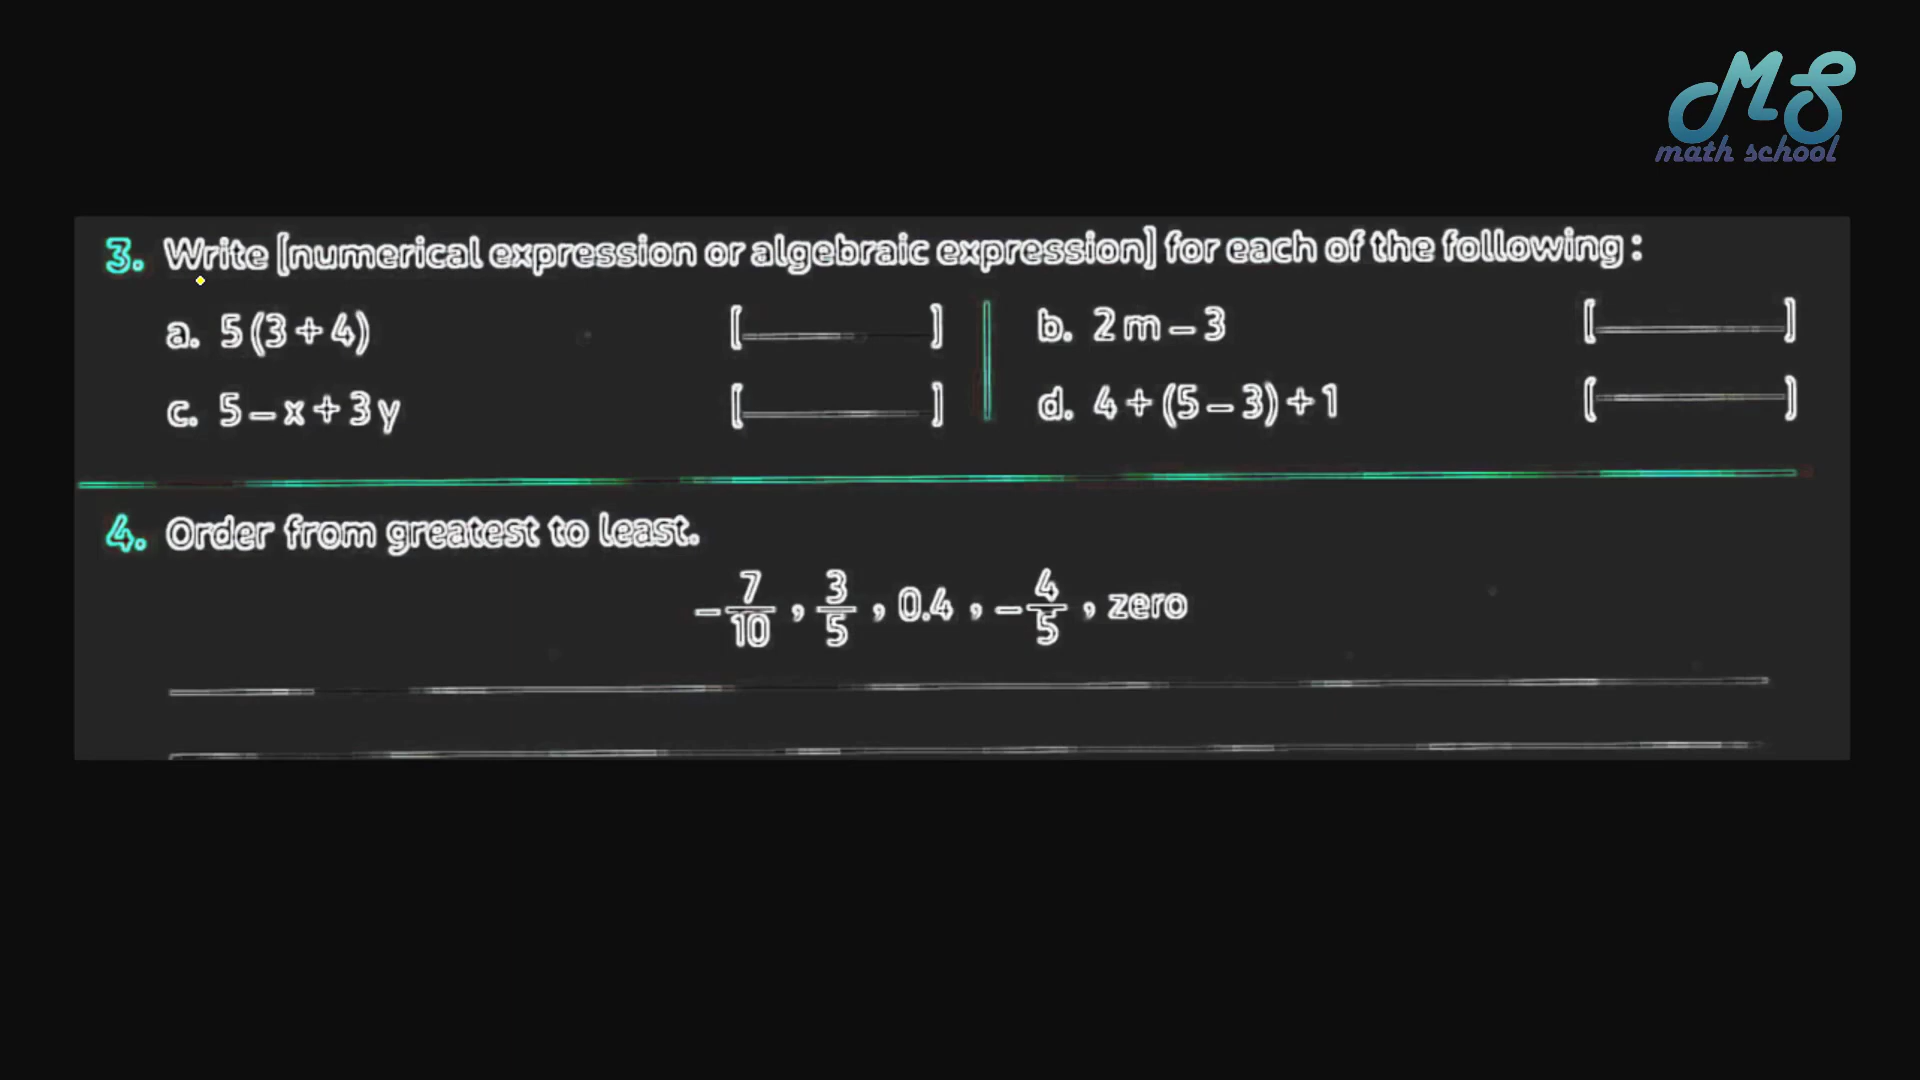 MS
math school
3. Write [numerical expression or algebraic expression] for each of the following :
a. 5 (3 + 4) [ ] b. 2 m – 3 [ ]
c. 5 – x + 3 y [ ] d. 4 + (5 – 3) + 1 [ ]
4. Order from greatest to least.
– 7/10 , 3/5 , 0.4 , – 4/5 , zero